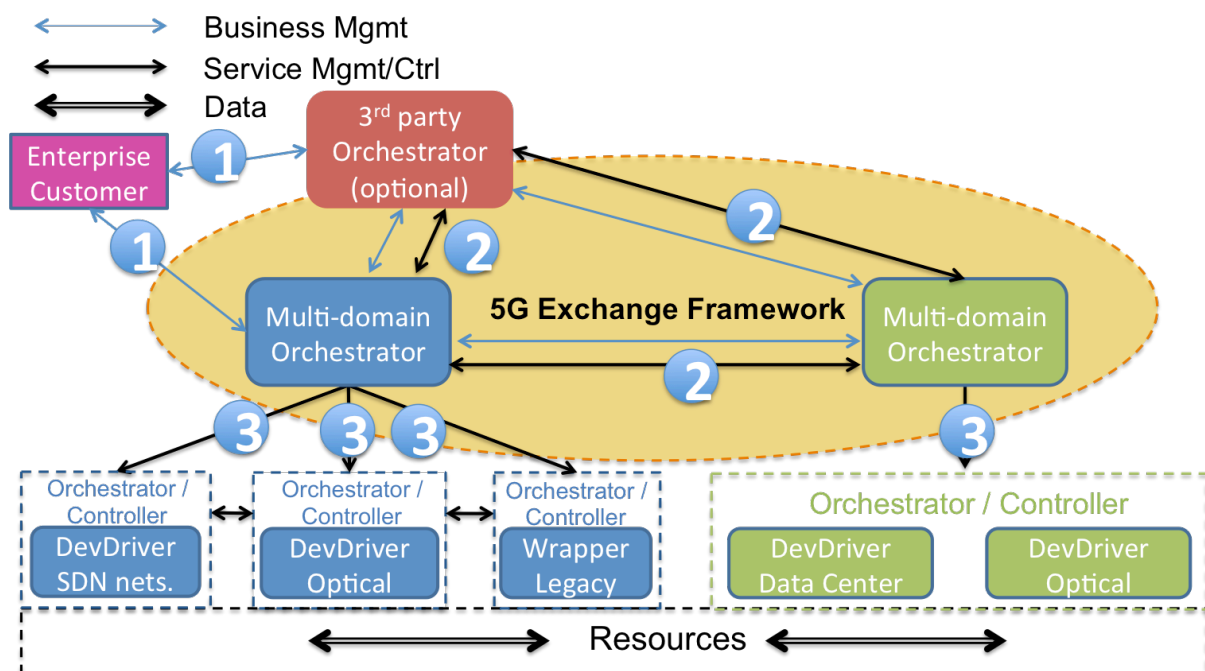 Business Mgmt
Service Mgmt/Ctrl
Data
3rd party
Orchestrator
(optional)
Enterprise
Customer
1
1
2
2
Multi-domain
Orchestrator
5G Exchange Framework
Multi-domain
Orchestrator
2
3
3
3
3
Orchestrator /
Controller
DevDriver
SDN nets.
Orchestrator /
Controller
DevDriver
Optical
Orchestrator /
Controller
Wrapper
Legacy
Orchestrator / Controller
DevDriver
Data Center
DevDriver
Optical
Resources